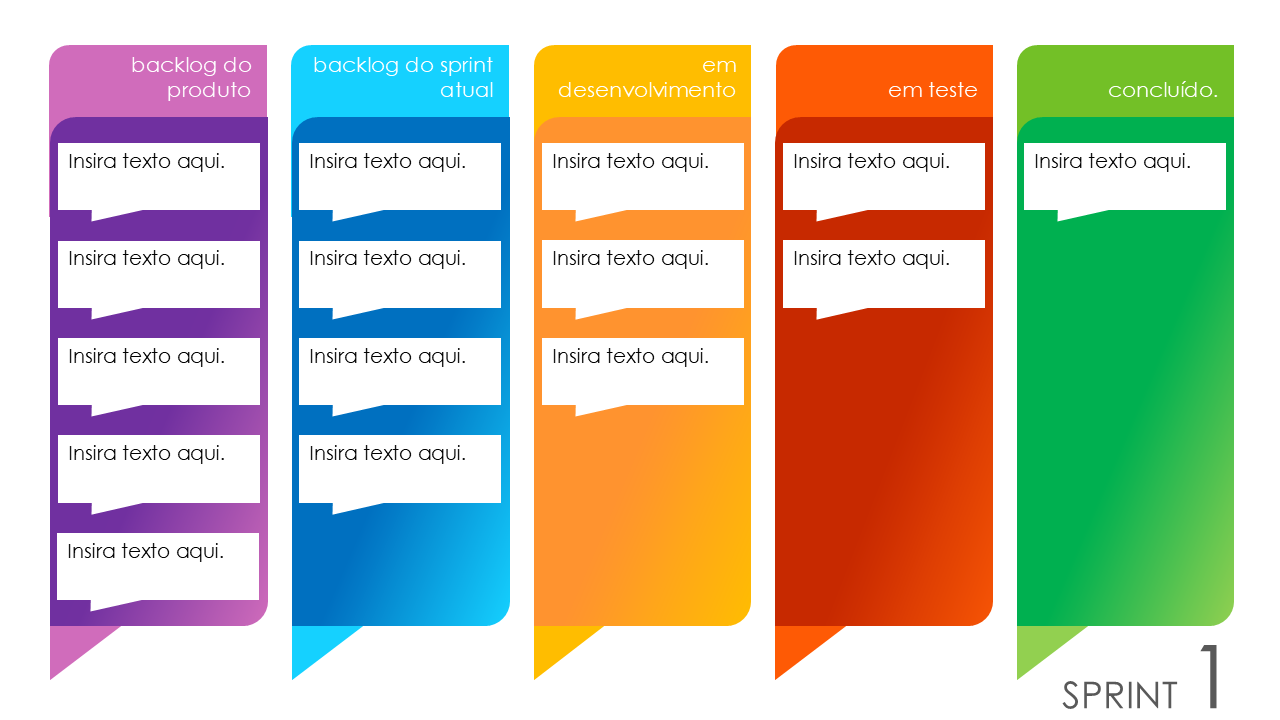 backlog do
produto
Insira texto aqui.
Insira texto aqui.
Insira texto aqui.
Insira texto aqui.
Insira texto aqui.
backlog do sprint
atual
Insira texto aqui.
Insira texto aqui.
Insira texto aqui.
Insira texto aqui.
em
desenvolvimento
Insira texto aqui.
Insira texto aqui.
Insira texto aqui.
em teste
Insira texto aqui.
Insira texto aqui.
concluído.
Insira texto aqui.
SPRINT 1